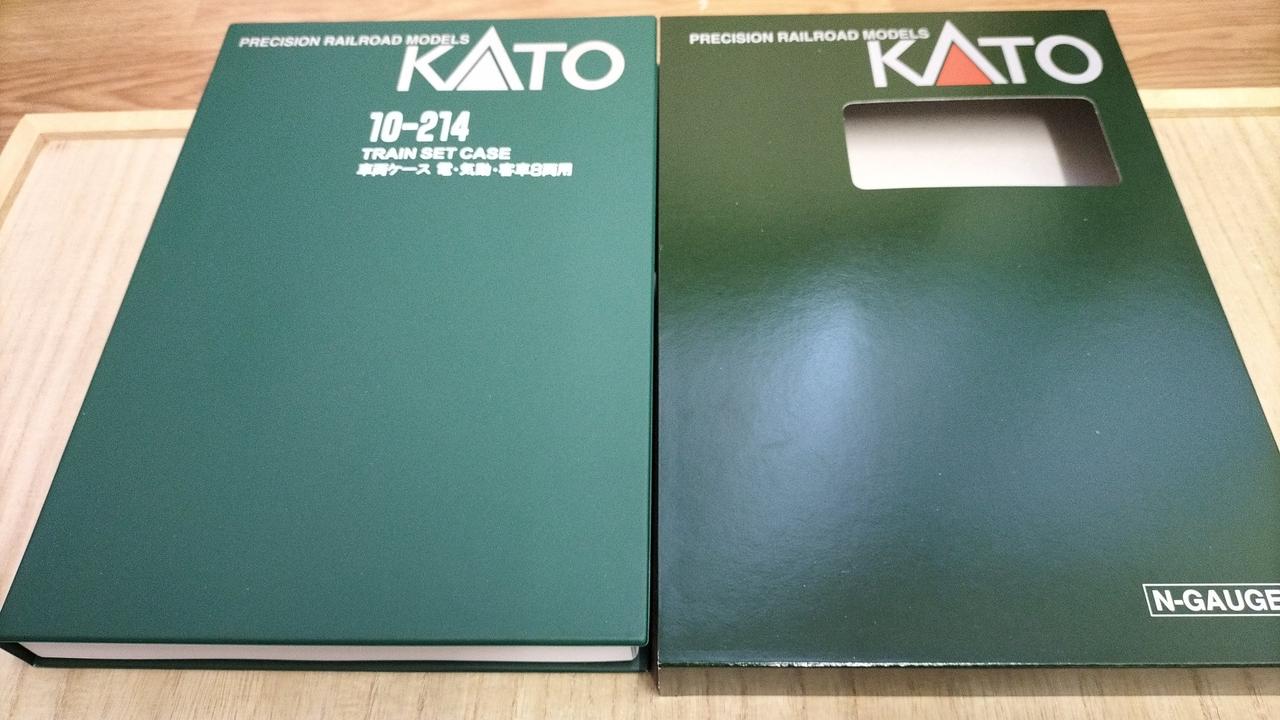 PRECISION RAILROAD MODELS
KATO
10-214
TRAIN SET CASE
車両ケース 電・気動・客車8両用
PRECISION RAILROAD MODELS
KATO
N-GAUGE